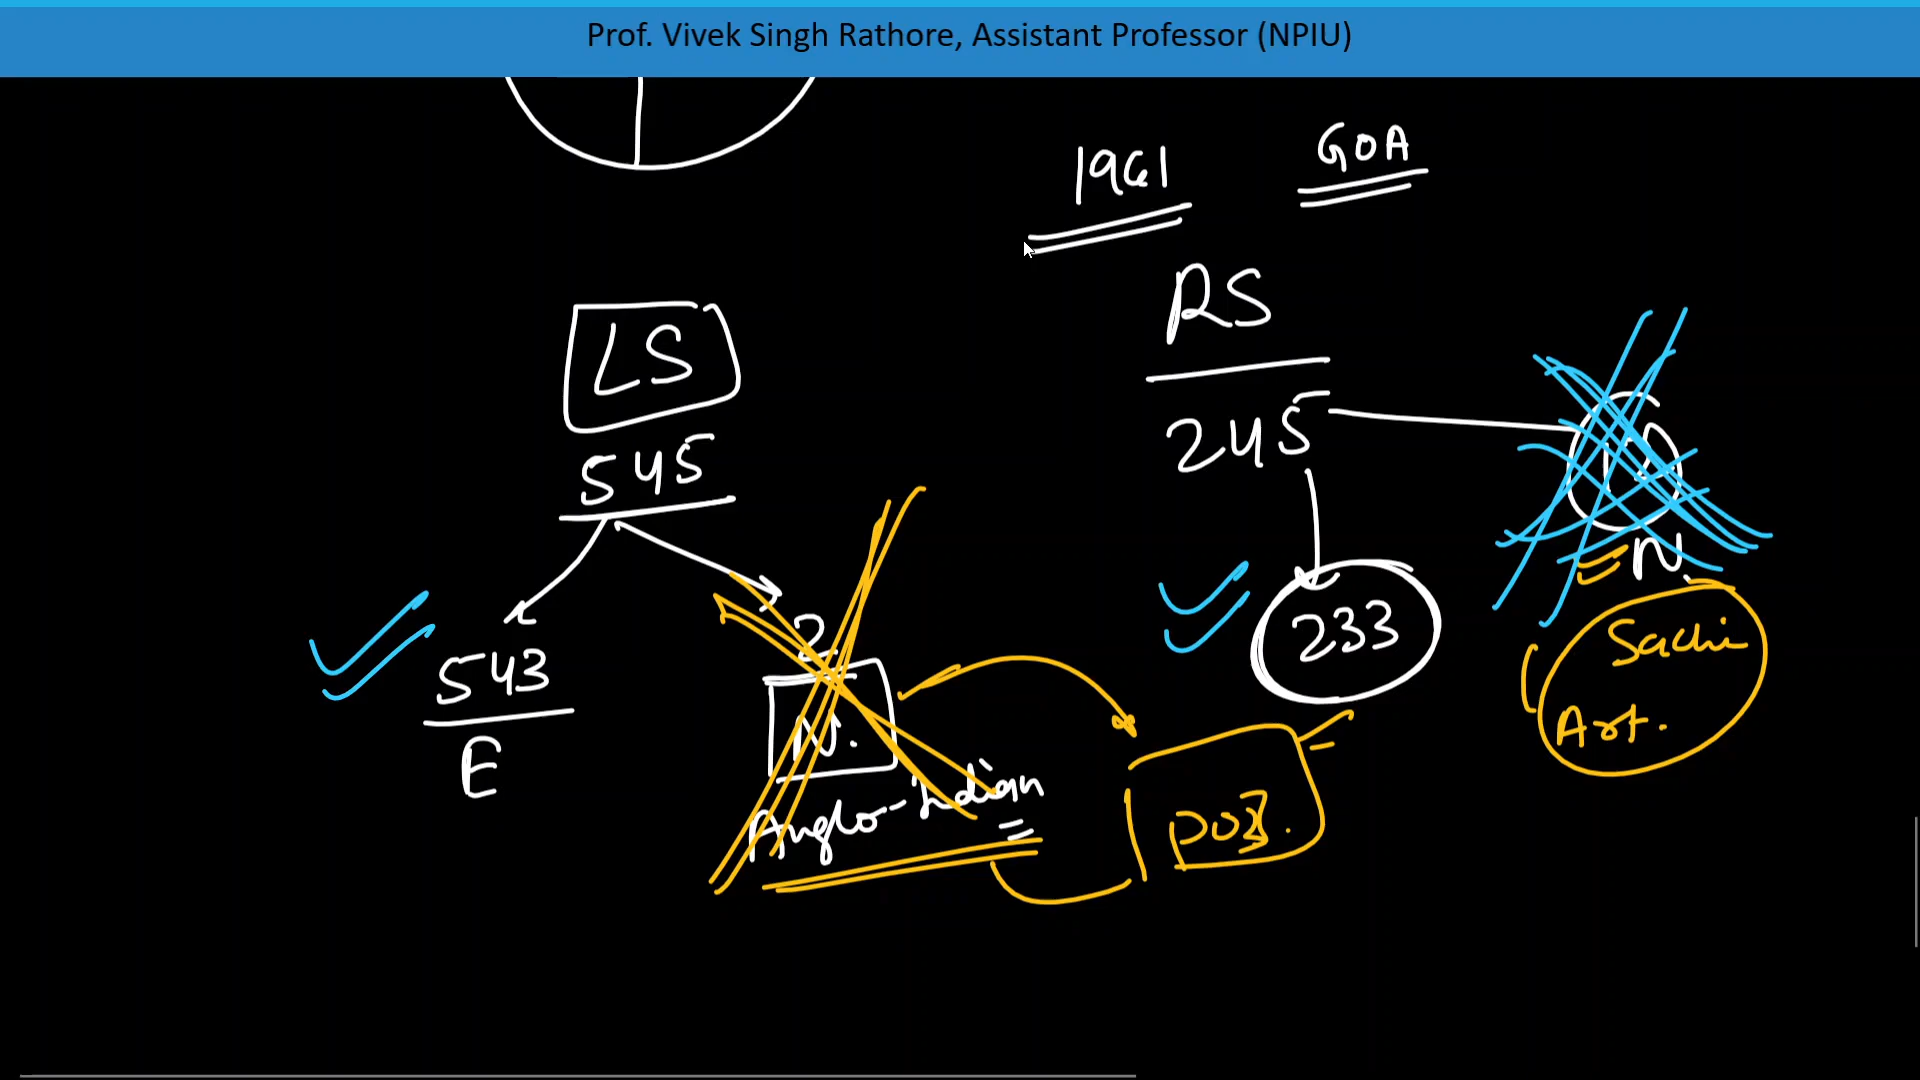 Prof. Vivek Singh Rathore, Assistant Professor (NPIU)
1961
GOA
LS
545
RS
245
543
E
2
N.
Anglo-Indian
233
12
N
Sachi
Art.